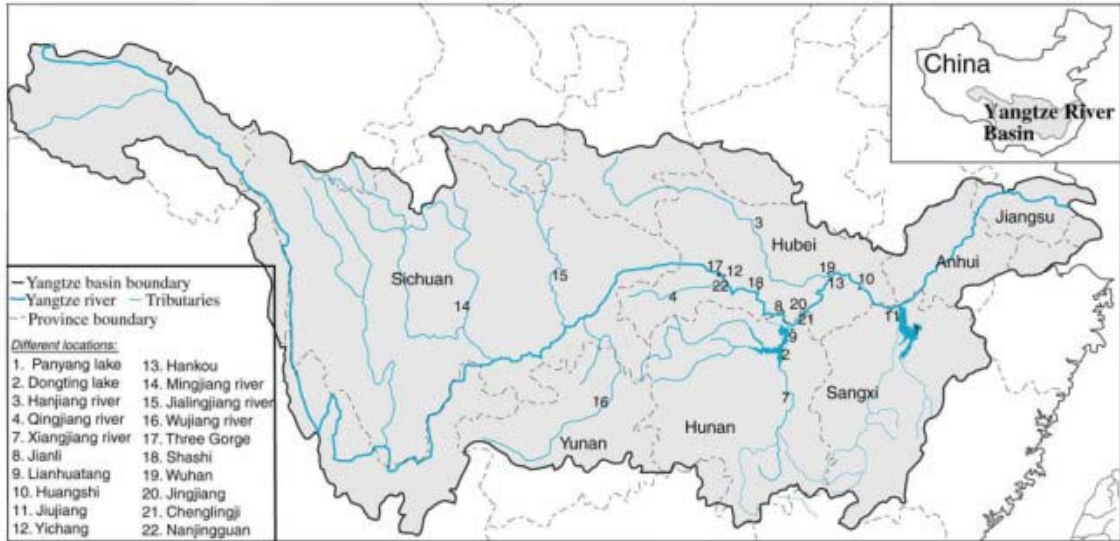 China
Yangtze River
Basin
Jiangsu
Anhui
3
Hubei
Sichuan
17
12
19
10
15
22
18
13
4
8
20
14
21
11
1
9
2
7
Sangxi
16
Hunan
Yunan
Yangtze basin boundary
Yangtze river Tributaries
Province boundary
Different locations:
1. Panyang lake 13. Hankou
2. Dongting lake 14. Mingjiang river
3. Hanjiang river 15. Jialingjiang river
4. Qingjiang river 16. Wujiang river
7. Xiangjiang river 17. Three Gorge
8. Jianli 18. Shashi
9. Lianhuatang 19. Wuhan
10. Huangshi 20. Jingjiang
11. Jiujiang 21. Chenglingji
12. Yichang 22. Nanjingguan